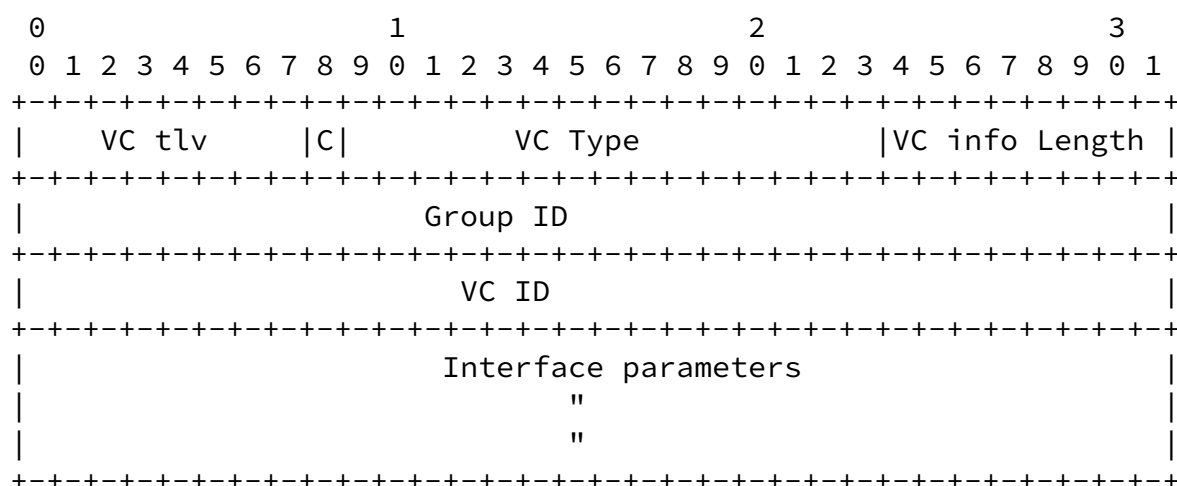 0                   1                   2                   3
 0 1 2 3 4 5 6 7 8 9 0 1 2 3 4 5 6 7 8 9 0 1 2 3 4 5 6 7 8 9 0 1
+-+-+-+-+-+-+-+-+-+-+-+-+-+-+-+-+-+-+-+-+-+-+-+-+-+-+-+-+-+-+-+-+
|    VC tlv     |C|         VC Type             |VC info Length |
+-+-+-+-+-+-+-+-+-+-+-+-+-+-+-+-+-+-+-+-+-+-+-+-+-+-+-+-+-+-+-+-+
|                      Group ID                                 |
+-+-+-+-+-+-+-+-+-+-+-+-+-+-+-+-+-+-+-+-+-+-+-+-+-+-+-+-+-+-+-+-+
|                        VC ID                                  |
+-+-+-+-+-+-+-+-+-+-+-+-+-+-+-+-+-+-+-+-+-+-+-+-+-+-+-+-+-+-+-+-+
|                       Interface parameters                    |
|                              "                                |
|                              "                                |
+-+-+-+-+-+-+-+-+-+-+-+-+-+-+-+-+-+-+-+-+-+-+-+-+-+-+-+-+-+-+-+-+